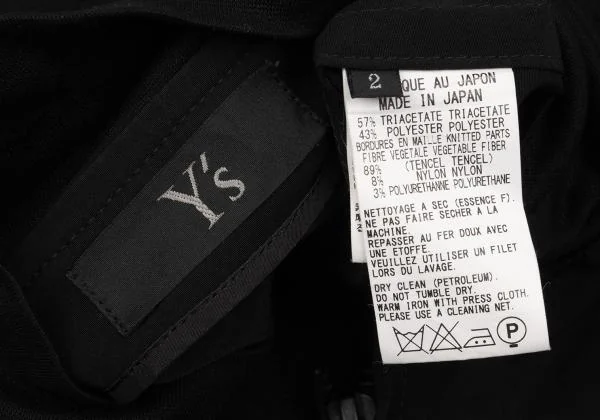 Y's
2
QUE AU JAPON
MADE IN JAPAN
57% TRIACETATE TRIACETATE
43% POLYESTER POLYESTER
BORDURES EN MAILLE KNITTED PARTS
FIBRE VEGETALE VEGETABLE FIBER
89% (TENCEL TENCEL)
8% NYLON NYLON
3% POLYURETHANNE POLYURETHANE
NETTOYAGE A SEC (ESSENCE F).
NE PAS FAIRE SECHER A LA
MACHINE.
REPASSER AU FER DOUX AVEC
UNE ETOFFE.
VEUILLEZ UTILISER UN FILET
LORS DU LAVAGE.
DRY CLEAN (PETROLEUM).
DO NOT TUMBLE DRY.
WARM IRON WITH PRESS CLOTH.
PLEASE USE A CLEANING NET.
P